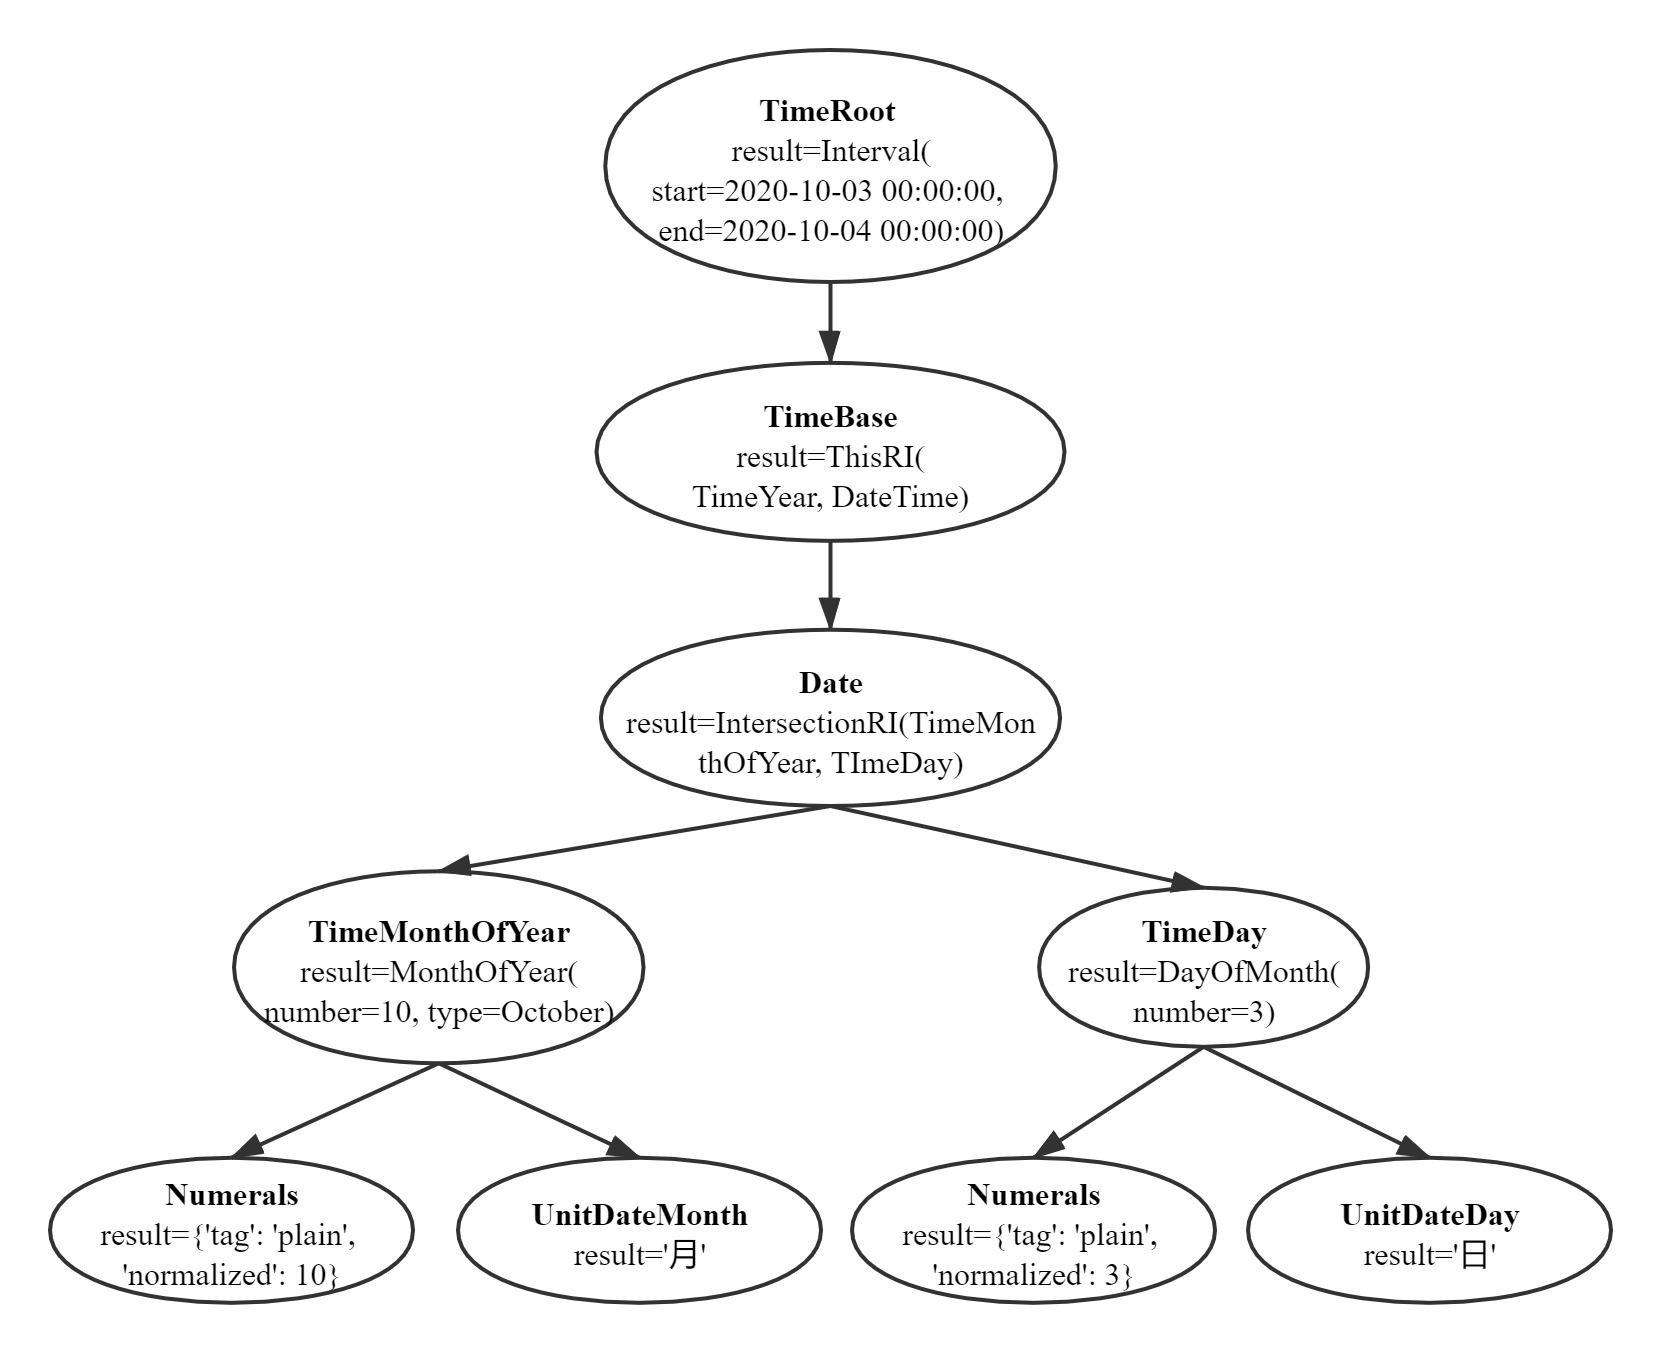 TimeRoot
result=Interval(
start=2020-10-03 00:00:00,
end=2020-10-04 00:00:00)
TimeBase
result=ThisRI(
TimeYear, DateTime)
Date
result=IntersectionRI(TimeMon
thOfYear, TImeDay)
TimeMonthOfYear
result=MonthOfYear(
number=10, type=October)
TimeDay
result=DayOfMonth(
number=3)
Numerals
result={'tag': 'plain',
'normalized': 10}
UnitDateMonth
result='月'
Numerals
result={'tag': 'plain',
'normalized': 3}
UnitDateDay
result='日'